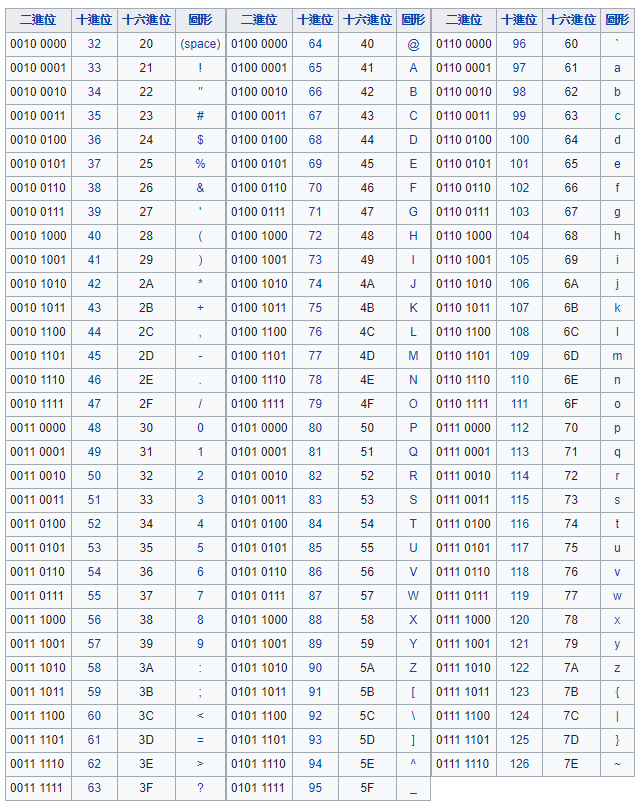 二進位 十進位 十六進位 圖形 二進位 十進位 十六進位 圖形 二進位 十進位 十六進位 圖形
0010 0000 32 20 (space) 0100 0000 64 40 @ 0110 0000 96 60 `
0010 0001 33 21 ! 0100 0001 65 41 A 0110 0001 97 61 a
0010 0010 34 22 " 0100 0010 66 42 B 0110 0010 98 62 b
0010 0011 35 23 # 0100 0011 67 43 C 0110 0011 99 63 c
0010 0100 36 24 $ 0100 0100 68 44 D 0110 0100 100 64 d
0010 0101 37 25 % 0100 0101 69 45 E 0110 0101 101 65 e
0010 0110 38 26 & 0100 0110 70 46 F 0110 0110 102 66 f
0010 0111 39 27 ' 0100 0111 71 47 G 0110 0111 103 67 g
0010 1000 40 28 ( 0100 1000 72 48 H 0110 1000 104 68 h
0010 1001 41 29 ) 0100 1001 73 49 I 0110 1001 105 69 i
0010 1010 42 2A * 0100 1010 74 4A J 0110 1010 106 6A j
0010 1011 43 2B + 0100 1011 75 4B K 0110 1011 107 6B k
0010 1100 44 2C , 0100 1100 76 4C L 0110 1100 108 6C l
0010 1101 45 2D - 0100 1101 77 4D M 0110 1101 109 6D m
0010 1110 46 2E . 0100 1110 78 4E N 0110 1110 110 6E n
0010 1111 47 2F / 0100 1111 79 4F O 0110 1111 111 6F o
0011 0000 48 30 0 0101 0000 80 50 P 0111 0000 112 70 p
0011 0001 49 31 1 0101 0001 81 51 Q 0111 0001 113 71 q
0011 0010 50 32 2 0101 0010 82 52 R 0111 0010 114 72 r
0011 0011 51 33 3 0101 0011 83 53 S 0111 0011 115 73 s
0011 0100 52 34 4 0101 0100 84 54 T 0111 0100 116 74 t
0011 0101 53 35 5 0101 0101 85 55 U 0111 0101 117 75 u
0011 0110 54 36 6 0101 0110 86 56 V 0111 0110 118 76 v
0011 0111 55 37 7 0101 0111 87 57 W 0111 0111 119 77 w
0011 1000 56 38 8 0101 1000 88 58 X 0111 1000 120 78 x
0011 1001 57 39 9 0101 1001 89 59 Y 0111 1001 121 79 y
0011 1010 58 3A : 0101 1010 90 5A Z 0111 1010 122 7A z
0011 1011 59 3B ; 0101 1011 91 5B [ 0111 1011 123 7B {
0011 1100 60 3C < 0101 1100 92 5C \ 0111 1100 124 7C |
0011 1101 61 3D = 0101 1101 93 5D ] 0111 1101 125 7D }
0011 1110 62 3E > 0101 1110 94 5E ^ 0111 1110 126 7E ~
0011 1111 63 3F ? 0101 1111 95 5F _